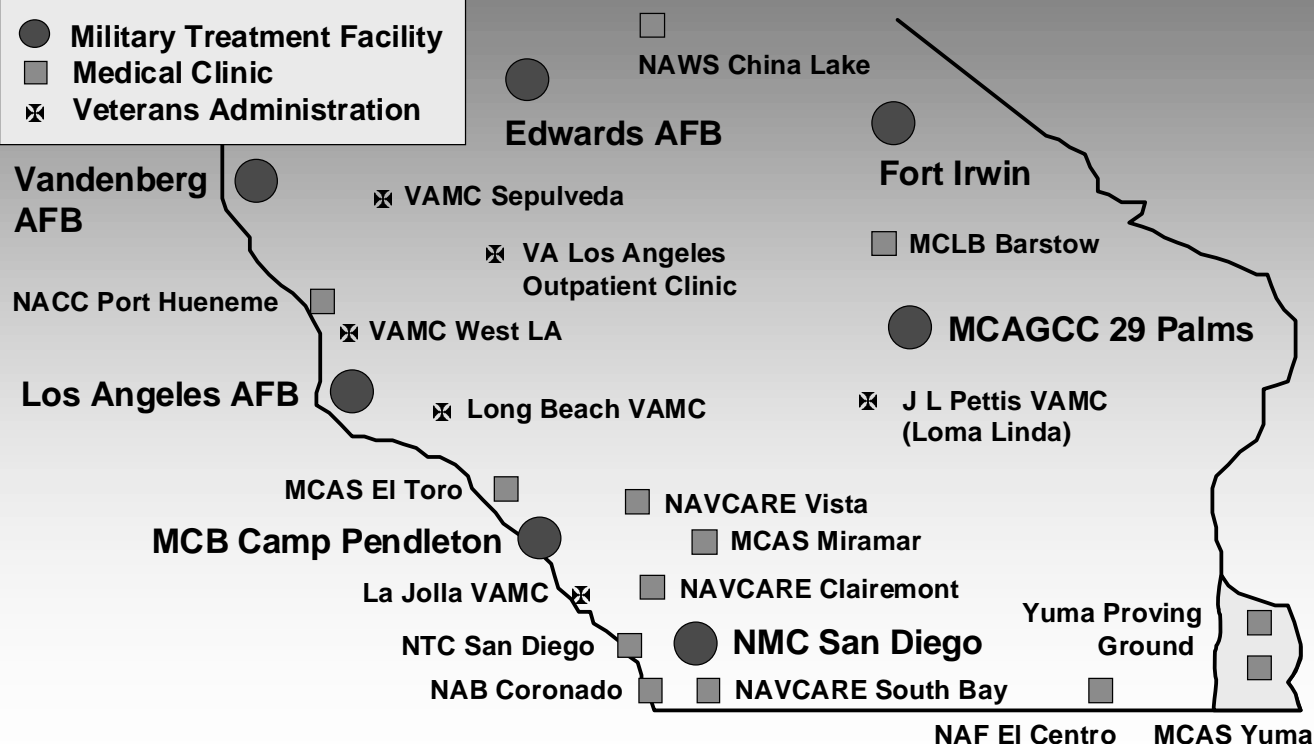 Military Treatment Facility
Medical Clinic
Veterans Administration
NAWS China Lake
Edwards AFB
Fort Irwin
Vandenberg
AFB
VAMC Sepulveda
VA Los Angeles
Outpatient Clinic
MCLB Barstow
NACC Port Hueneme
VAMC West LA
MCAGCC 29 Palms
Los Angeles AFB
Long Beach VAMC
J L Pettis VAMC
(Loma Linda)
MCAS El Toro
NAVCARE Vista
MCB Camp Pendleton
MCAS Miramar
La Jolla VAMC
NAVCARE Clairemont
Yuma Proving
Ground
NTC San Diego
NMC San Diego
NAB Coronado
NAVCARE South Bay
NAF El Centro
MCAS Yuma